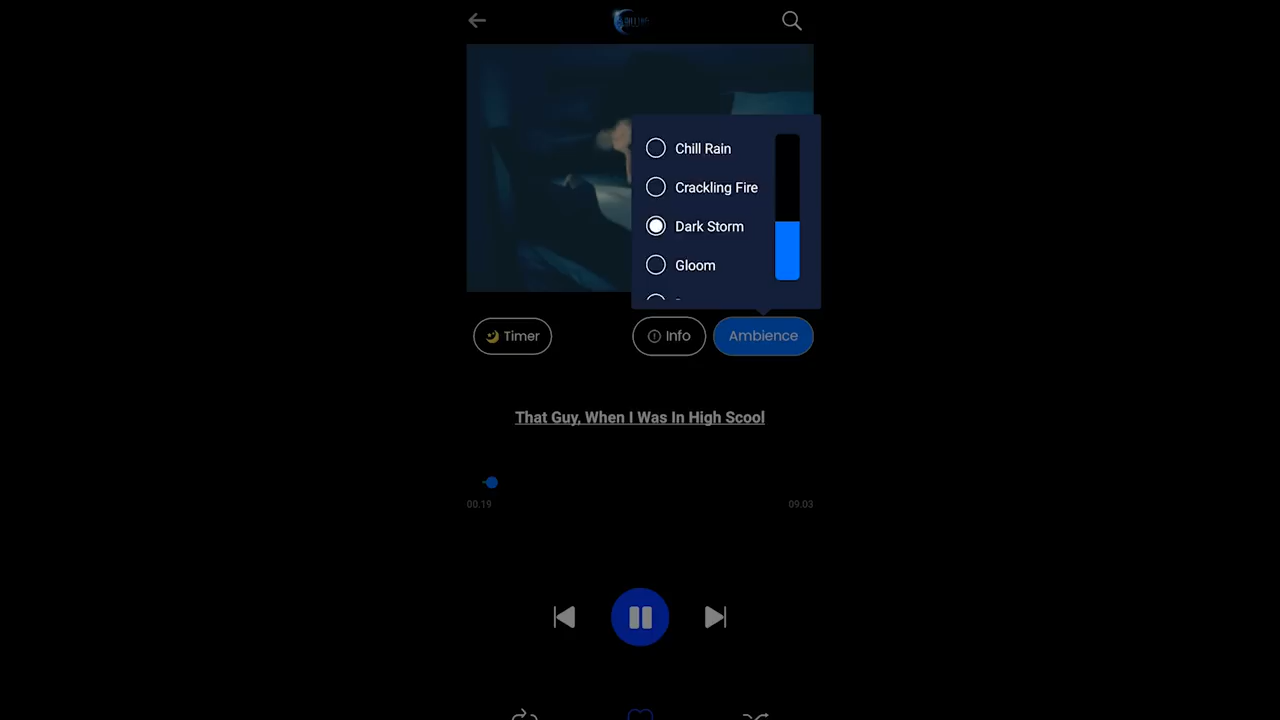 Chill Rain
Crackling Fire
Dark Storm
Gloom
Timer
Info
Ambience
That Guy, When I Was In High Scool
00.19
09.03